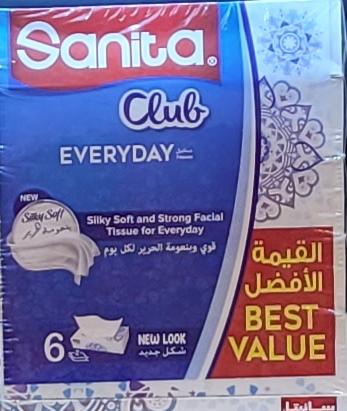 Sanita®
Club
EVERYDAY
NEW
Silky Soft
Silky Soft and Strong Facial
Tissue for Everyday
قوي وبنعومة الحرير لكل يوم
القيمة
الأفضل
BEST
VALUE
6
NEW LOOK
شكل جديد